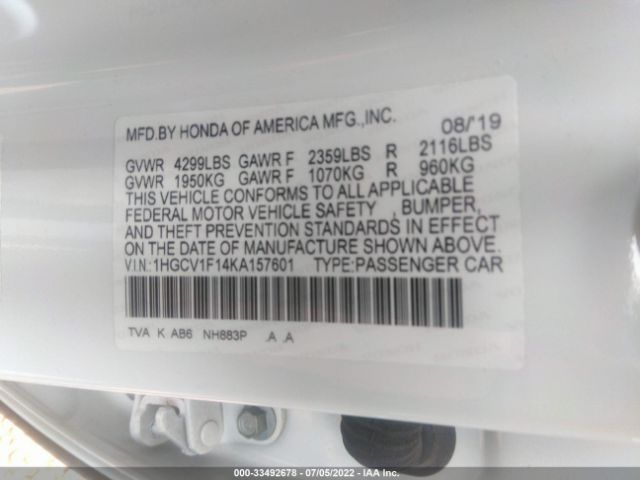 MFD.BY HONDA OF AMERICA MFG.,INC. 08/'19
GVWR 4299LBS GAWR F 2359LBS R 2116LBS
GVWR 1950KG GAWR F 1070KG R 960KG
THIS VEHICLE CONFORMS TO ALL APPLICABLE
FEDERAL MOTOR VEHICLE SAFETY , BUMPER,
AND THEFT PREVENTION STANDARDS IN EFFECT
ON THE DATE OF MANUFACTURE SHOWN ABOVE.
V.I.N.:1HGCV1F14KA157601 TYPE:PASSENGER CAR
TVA K AB6 NH883P .A .A
000-33492678 - 07/05/2022 - IAA Inc.